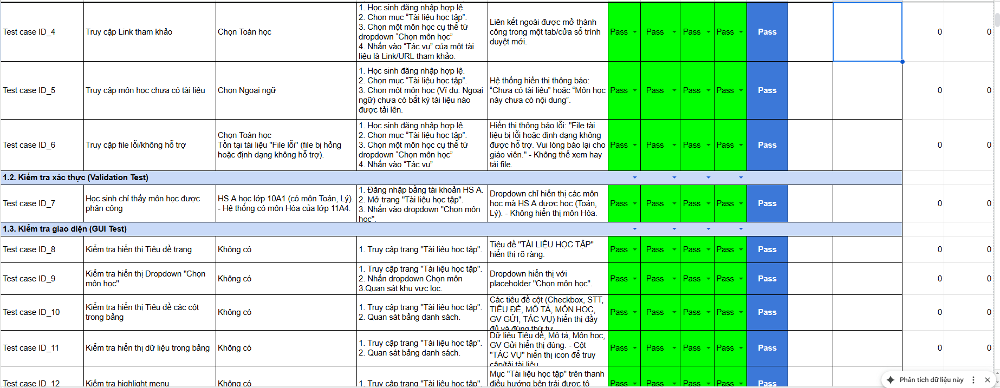 Test case ID_4
Truy cập Link tham khảo
Chọn Toán học
1. Học sinh đăng nhập hợp lệ.
2. Chọn mục “Tài liệu học tập”.
3. Chọn một môn học cụ thể từ
dropdown “Chọn môn học”
4. Nhấn vào “Tác vụ” của một tài
liệu là Link/URL tham khảo.
Liên kết ngoài được mở thành
công trong một tab/cửa sổ trình
duyệt mới.
Pass Pass Pass Pass Pass
0 0
Test case ID_5
Truy cập môn học chưa có tài liệu
Chọn Ngoại ngữ
1. Học sinh đăng nhập hợp lệ.
2. Chọn mục “Tài liệu học tập”.
3. Chọn một môn học (Ví dụ: Ngoại
ngữ) chưa có bất kỳ tài liệu nào
được tải lên.
Hệ thống hiển thị thông báo:
“Chưa có tài liệu” hoặc “Môn học
này chưa có nội dung”.
Pass Pass Pass Pass Pass
0 0
Test case ID_6
Truy cập file lỗi/không hỗ trợ
Chọn Toán học
Tồn tại tài liệu "File lỗi" (file bị hỏng
hoặc định dạng không hỗ trợ).
1. Học sinh đăng nhập hợp lệ.
2. Chọn mục “Tài liệu học tập”.
3. Chọn một môn học cụ thể từ
dropdown “Chọn môn học”
4. Nhấn vào “Tác vụ”
Hiển thị thông báo lỗi: "File tài
liệu bị lỗi hoặc định dạng không
được hỗ trợ. Vui lòng báo lại cho
giáo viên." - Không thể xem hay
tải file.
Pass Pass Pass Pass Pass
0 0
1.2. Kiểm tra xác thực (Validation Test)
Test case ID_7
Học sinh chỉ thấy môn học được
phân công
HS A học lớp 10A1 (có môn Toán, Lý).
- Hệ thống có môn Hóa của lớp 11A4.
1. Đăng nhập bằng tài khoản HS A.
2. Mở trang "Tài liệu học tập".
3. Nhấn vào dropdown "Chọn môn
học".
Dropdown chỉ hiển thị các môn
học mà HS A được học (Toán,
Lý). - Không hiển thị môn Hóa.
Pass Pass Pass Pass Pass
0 0
1.3. Kiểm tra giao diện (GUI Test)
Test case ID_8
Kiểm tra hiển thị Tiêu đề trang
Không có
1. Truy cập trang "Tài liệu học tập".
Tiêu đề "TÀI LIỆU HỌC TẬP"
hiển thị rõ ràng.
Pass Pass Pass Pass Pass
0 0
Test case ID_9
Kiểm tra hiển thị Dropdown "Chọn
môn học"
Không có
1. Truy cập trang "Tài liệu học tập".
2. Nhấn dropdown Chọn môn
3.Quan sát khu vực lọc.
Dropdown hiển thị với
placeholder "Chọn môn học".
Pass Pass Pass Pass Pass
0 0
Test case ID_10
Kiểm tra hiển thị Tiêu đề các cột
trong bảng
Không có
1. Truy cập trang "Tài liệu học tập".
2. Quan sát bảng danh sách.
Các tiêu đề cột (Checkbox, STT,
TIÊU ĐỀ, MÔ TẢ, MÔN HỌC,
GV GỬI, TÁC VỤ) hiển thị đầy
đủ và đúng thứ tự
Pass Pass Pass Pass Pass
0 0
Test case ID_11
Kiểm tra hiển thị dữ liệu trong bảng
Không có
1. Truy cập trang "Tài liệu học tập".
2. Quan sát bảng danh sách.
Dữ liệu Tiêu đề, Mô tả, Môn học,
GV Gửi hiển thị đúng. - Cột
"TÁC VỤ" hiển thị icon để truy
cập/tải tài liệu
Pass Pass Pass Pass Pass
0 0
Test case ID_12
Kiểm tra highlight menu
Không có
1. Truy cập trang "Tài liệu học tập".
Mục "Tài liệu học tập" trên thanh
điều hướng bên trái được tô
Pass Pass Pass Pass Pass
Phân tích dữ liệu này